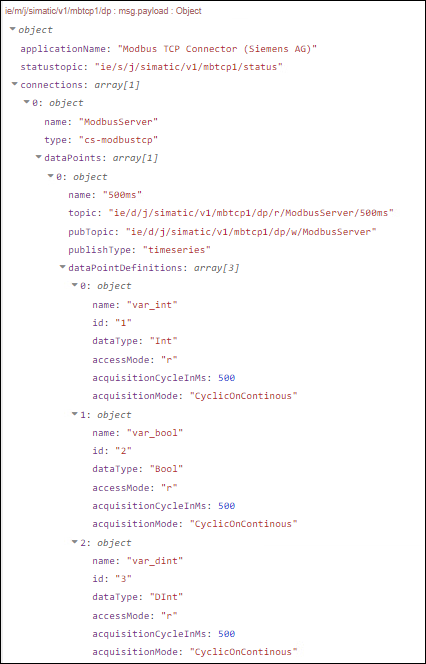 ie/m/j/simatic/v1/mbtcp1/dp : msg.payload : Object
object
applicationName: "Modbus TCP Connector (Siemens AG)"
statustopic: "ie/s/j/simatic/v1/mbtcp1/status"
connections: array[1]
0: object
name: "ModbusServer"
type: "cs-modbustcp"
dataPoints: array[1]
0: object
name: "500ms"
topic: "ie/d/j/simatic/v1/mbtcp1/dp/r/ModbusServer/500ms"
pubTopic: "ie/d/j/simatic/v1/mbtcp1/dp/w/ModbusServer"
publishType: "timeseries"
dataPointDefinitions: array[3]
0: object
name: "var_int"
id: "1"
dataType: "Int"
accessMode: "r"
acquisitionCycleInMs: 500
acquisitionMode: "CyclicOnContinous"
1: object
name: "var_bool"
id: "2"
dataType: "Bool"
accessMode: "r"
acquisitionCycleInMs: 500
acquisitionMode: "CyclicOnContinous"
2: object
name: "var_dint"
id: "3"
dataType: "DInt"
accessMode: "r"
acquisitionCycleInMs: 500
acquisitionMode: "CyclicOnContinous"